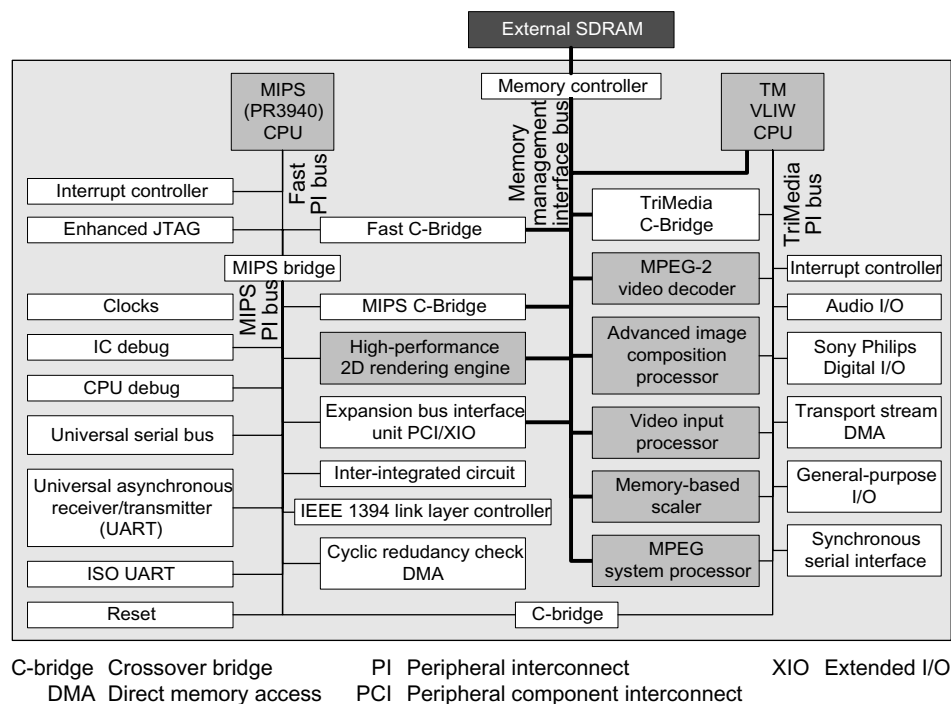 External SDRAM
MIPS
(PR3940)
CPU
Memory controller
TM
VLIW
CPU
Fast
PI bus
Memory
management
interface bus
TriMedia
PI bus
Interrupt controller
Enhanced JTAG
Fast C-Bridge
TriMedia
C-Bridge
MIPS bridge
MIPS
PI bus
Clocks
IC debug
CPU debug
Universal serial bus
Universal asynchronous
receiver/transmitter
(UART)
ISO UART
Reset
MIPS C-Bridge
High-performance
2D rendering engine
Expansion bus interface
unit PCI/XIO
Inter-integrated circuit
IEEE 1394 link layer controller
Cyclic redudancy check
DMA
C-bridge
MPEG-2
video decoder
Advanced image
composition
processor
Video input
processor
Memory-based
scaler
MPEG
system processor
Interrupt controller
Audio I/O
Sony Philips
Digital I/O
Transport stream
DMA
General-purpose
I/O
Synchronous
serial interface
C-bridge Crossover bridge PI Peripheral interconnect XIO Extended I/O
DMA Direct memory access PCI Peripheral component interconnect